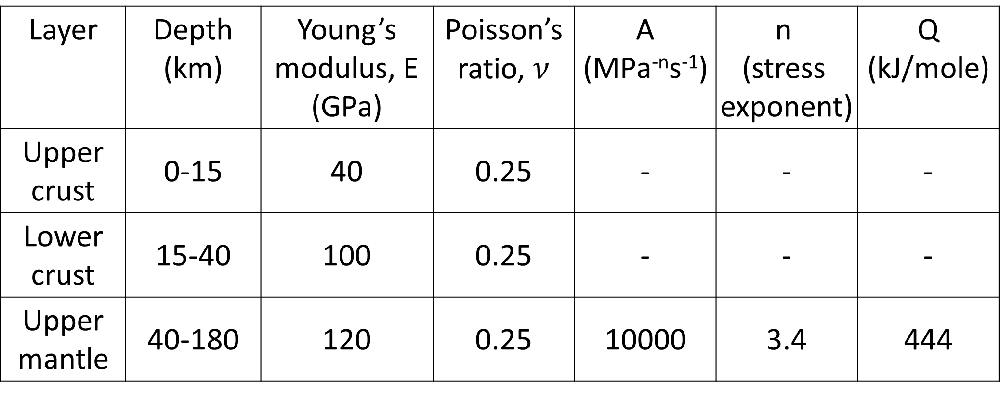 Layer Depth (km) Young’s modulus, E (GPa) Poisson’s ratio, ν A (MPa⁻ⁿs⁻¹) n (stress exponent) Q (kJ/mole)
Upper crust 0-15 40 0.25 - - -
Lower crust 15-40 100 0.25 - - -
Upper mantle 40-180 120 0.25 10000 3.4 444